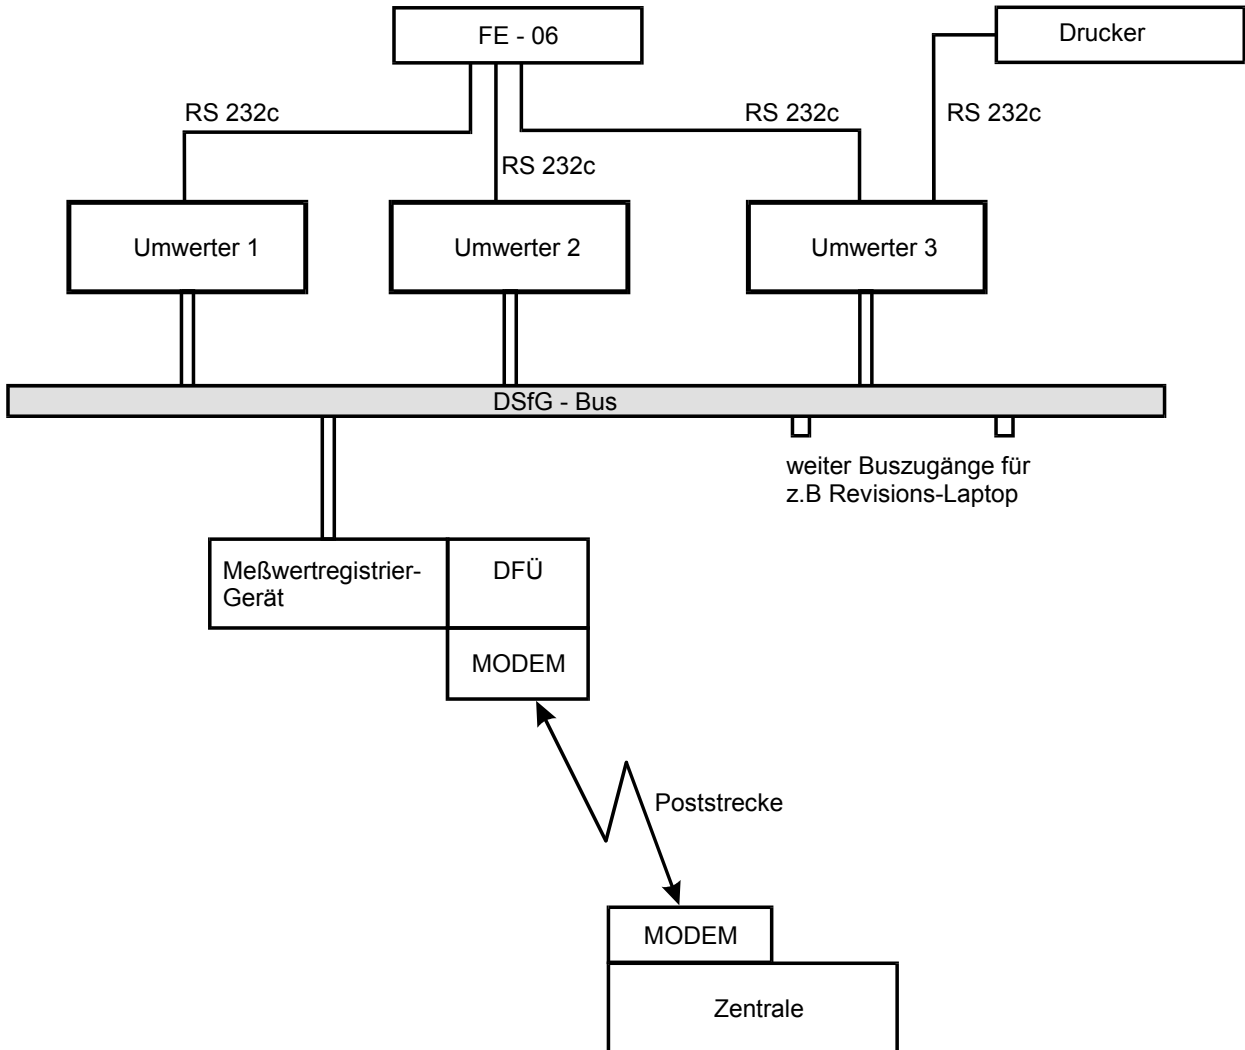 FE - 06
Drucker
RS 232c
RS 232c
RS 232c
RS 232c
Umwerter 1
Umwerter 2
Umwerter 3
DSfG - Bus
weiter Buszugänge für
z.B Revisions-Laptop
Meßwertregistrier-
Gerät
DFÜ
MODEM
Poststrecke
MODEM
Zentrale